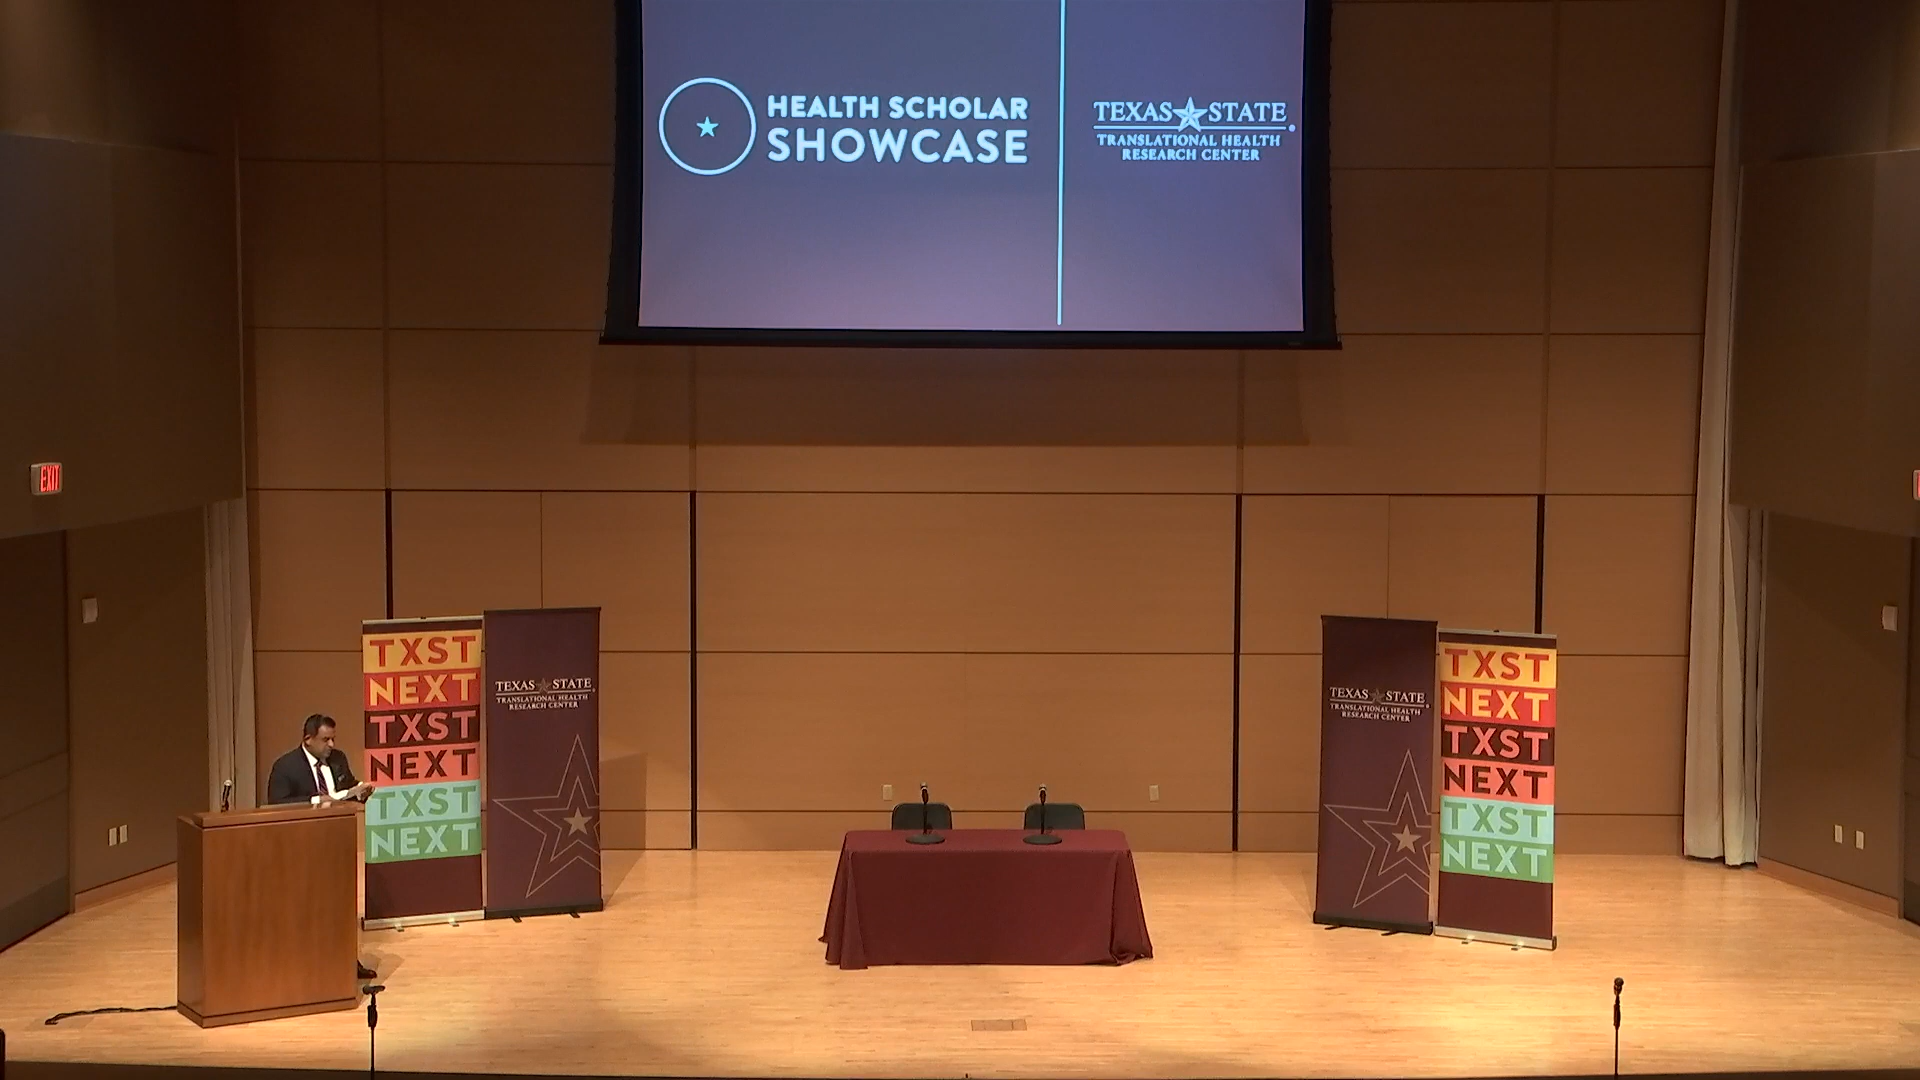 HEALTH SCHOLAR
SHOWCASE
TEXAS STATE
TRANSLATIONAL HEALTH
RESEARCH CENTER
EXIT
TXST
NEXT
TXST
NEXT
TXST
NEXT
TEXAS STATE
TRANSLATIONAL HEALTH
RESEARCH CENTER
TEXAS STATE
TRANSLATIONAL HEALTH
RESEARCH CENTER
TXST
NEXT
TXST
NEXT
TXST
NEXT